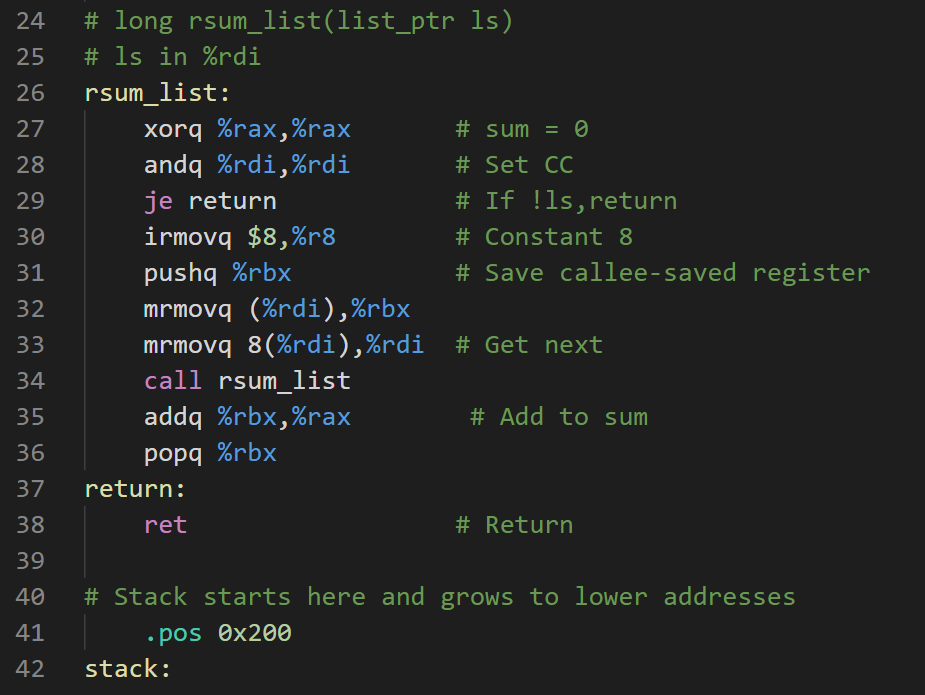 24 # long rsum_list(list_ptr ls)
25 # ls in %rdi
26 rsum_list:
27     xorq %rax,%rax       # sum = 0
28     andq %rdi,%rdi       # Set CC
29     je return            # If !ls,return
30     irmovq $8,%r8        # Constant 8
31     pushq %rbx           # Save callee-saved register
32     mrmovq (%rdi),%rbx
33     mrmovq 8(%rdi),%rdi  # Get next
34     call rsum_list
35     addq %rbx,%rax        # Add to sum
36     popq %rbx
37 return:
38     ret                  # Return
39
40 # Stack starts here and grows to lower addresses
41     .pos 0x200
42 stack: